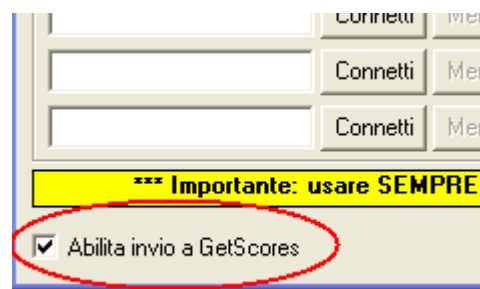 Connetti
Connetti
Connetti
*** Importante: usare SEMPRE
Abilita invio a GetScores